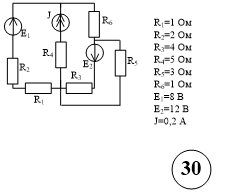 J
R₆
E₁
R₄
E₂
R₅
R₂
R₃
R₁
R₁=1 Ом
R₂=2 Ом
R₃=4 Ом
R₄=5 Ом
R₅=3 Ом
R₆=1 Ом
E₁=8 В
E₂=12 В
J=0,2 А
30